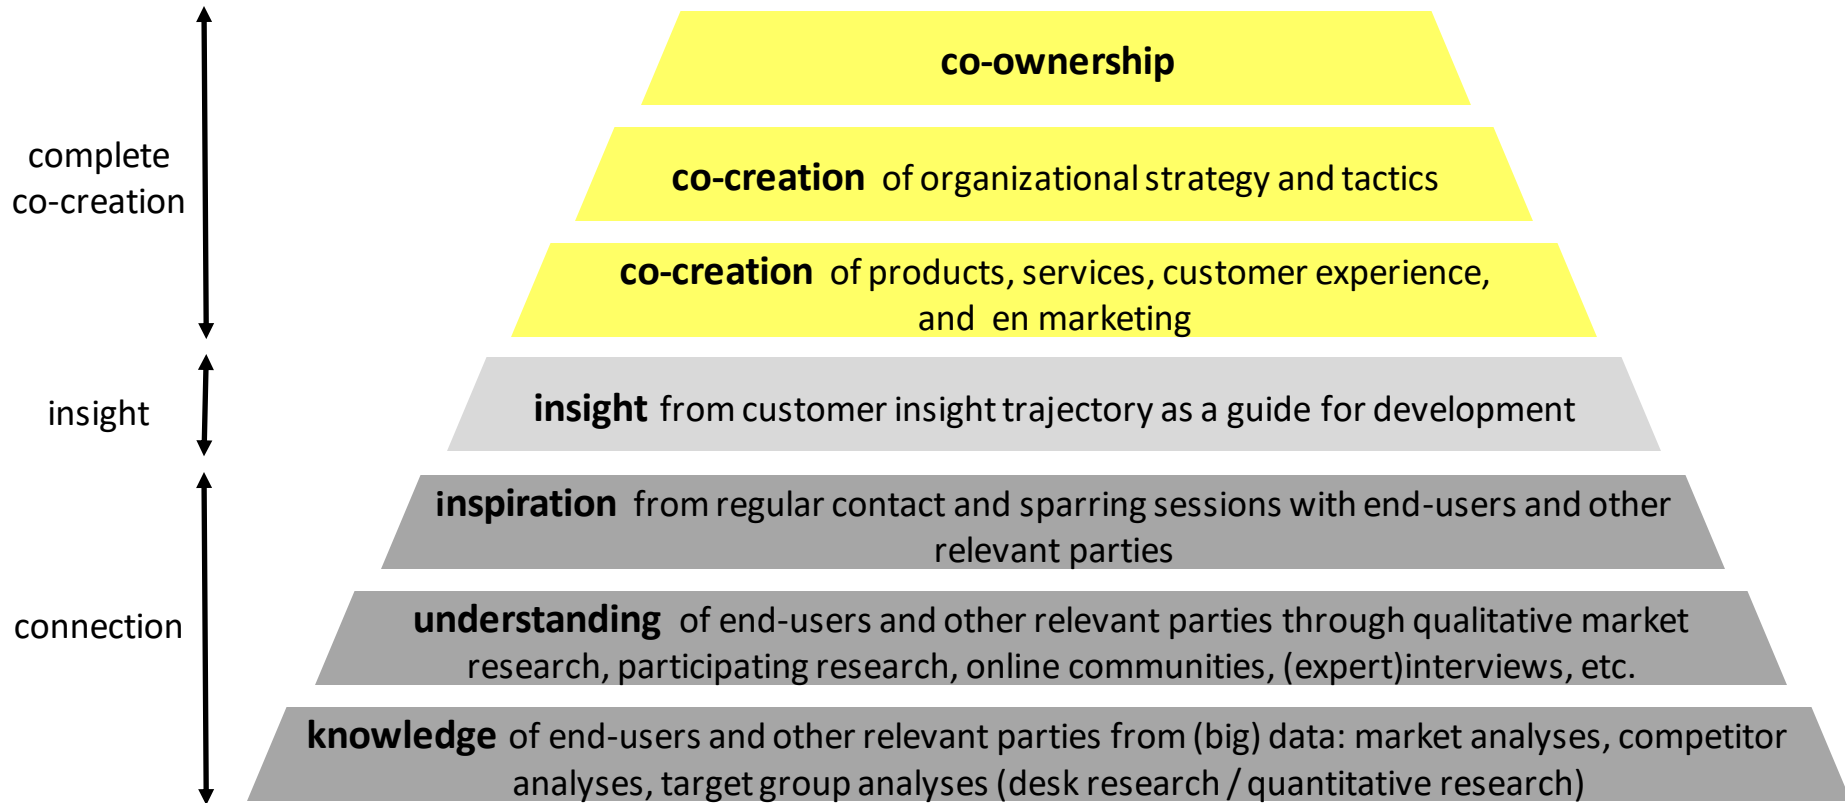 co-ownership
complete
co-creation
co-creation of organizational strategy and tactics
co-creation of products, services, customer experience,
and en marketing
insight
insight from customer insight trajectory as a guide for development
connection
inspiration from regular contact and sparring sessions with end-users and other
relevant parties
understanding of end-users and other relevant parties through qualitative market
research, participating research, online communities, (expert)interviews, etc.
knowledge of end-users and other relevant parties from (big) data: market analyses, competitor
analyses, target group analyses (desk research / quantitative research)